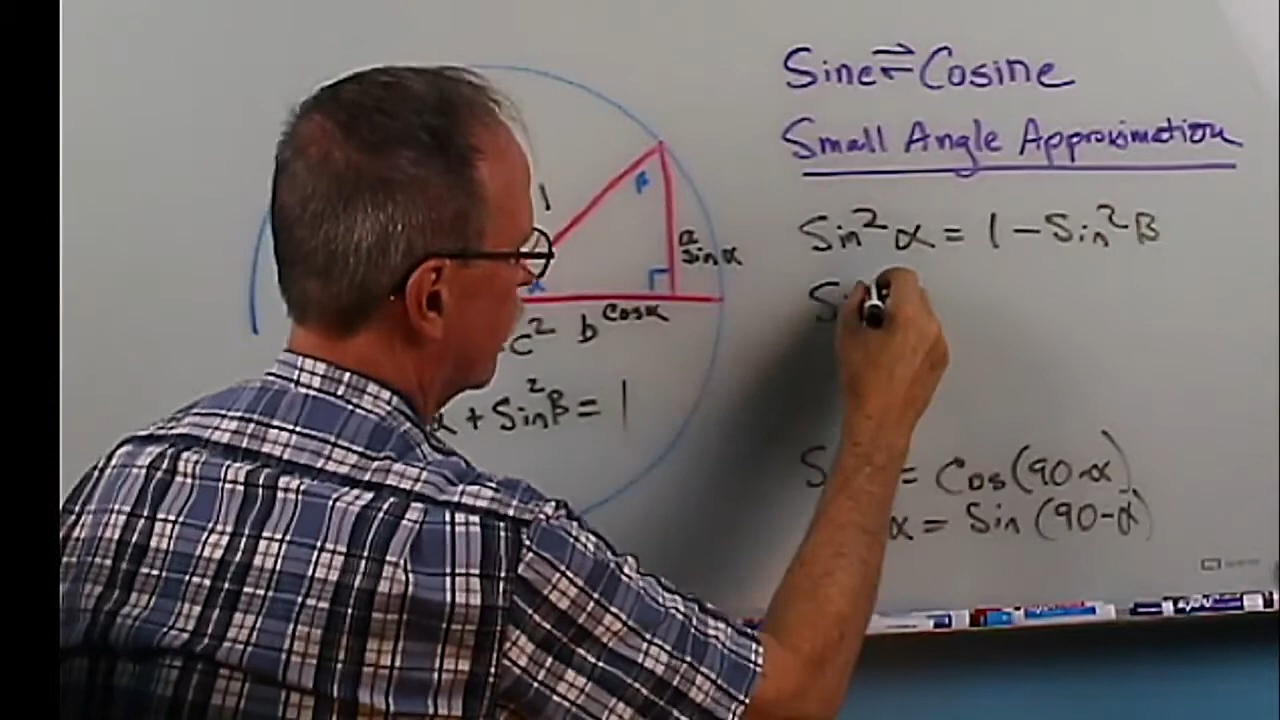 Sine ⇌ Cosine
Small Angle Approximation
Sin²α = 1 - Sin²β
1
β
a
Sinα
α
Cosα
c² b
α + Sin²β = 1
= Cos(90-α)
α = Sin(90-α)